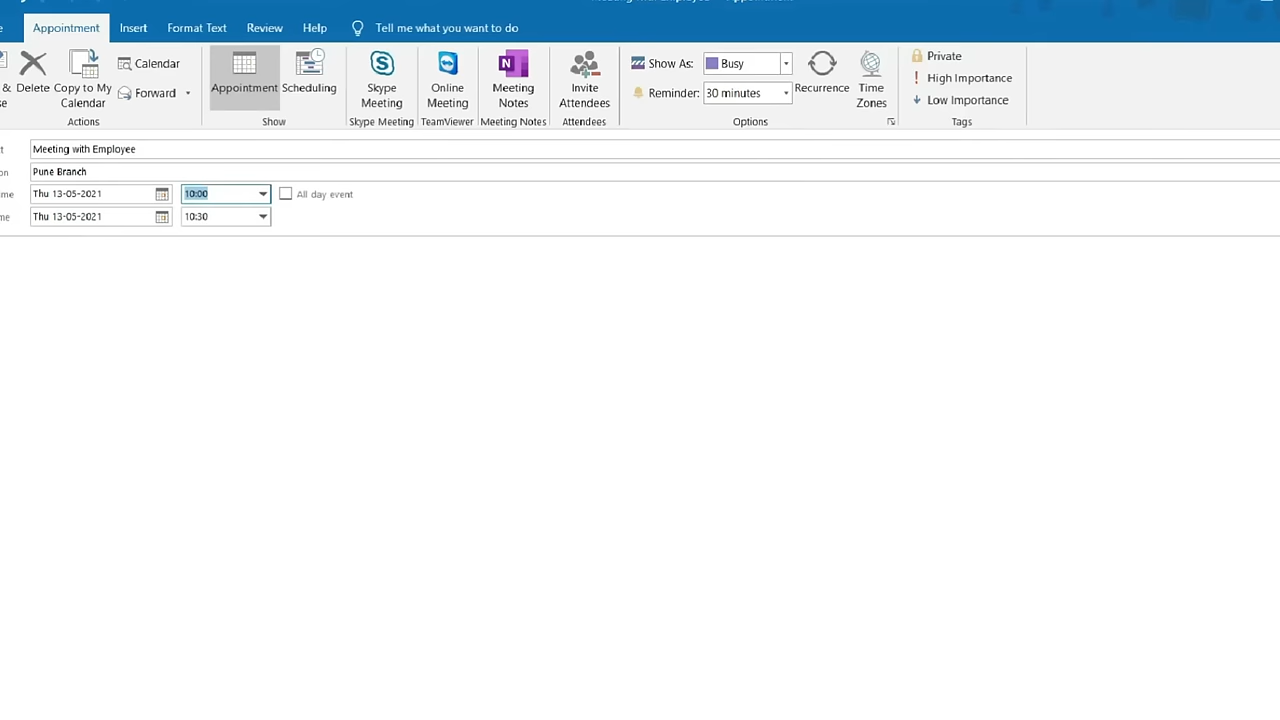 Appointment Insert Format Text Review Help Tell me what you want to do
Delete
Copy to My
Calendar
Calendar
Forward
Actions
Appointment
Scheduling
Show
Skype
Meeting
Skype Meeting
Online
Meeting
TeamViewer
Meeting
Notes
Meeting Notes
Invite
Attendees
Attendees
Show As: Busy
Reminder: 30 minutes
Recurrence
Time
Zones
Options
Private
High Importance
Low Importance
Tags
Meeting with Employee
Pune Branch
Thu 13-05-2021 10:00 All day event
Thu 13-05-2021 10:30